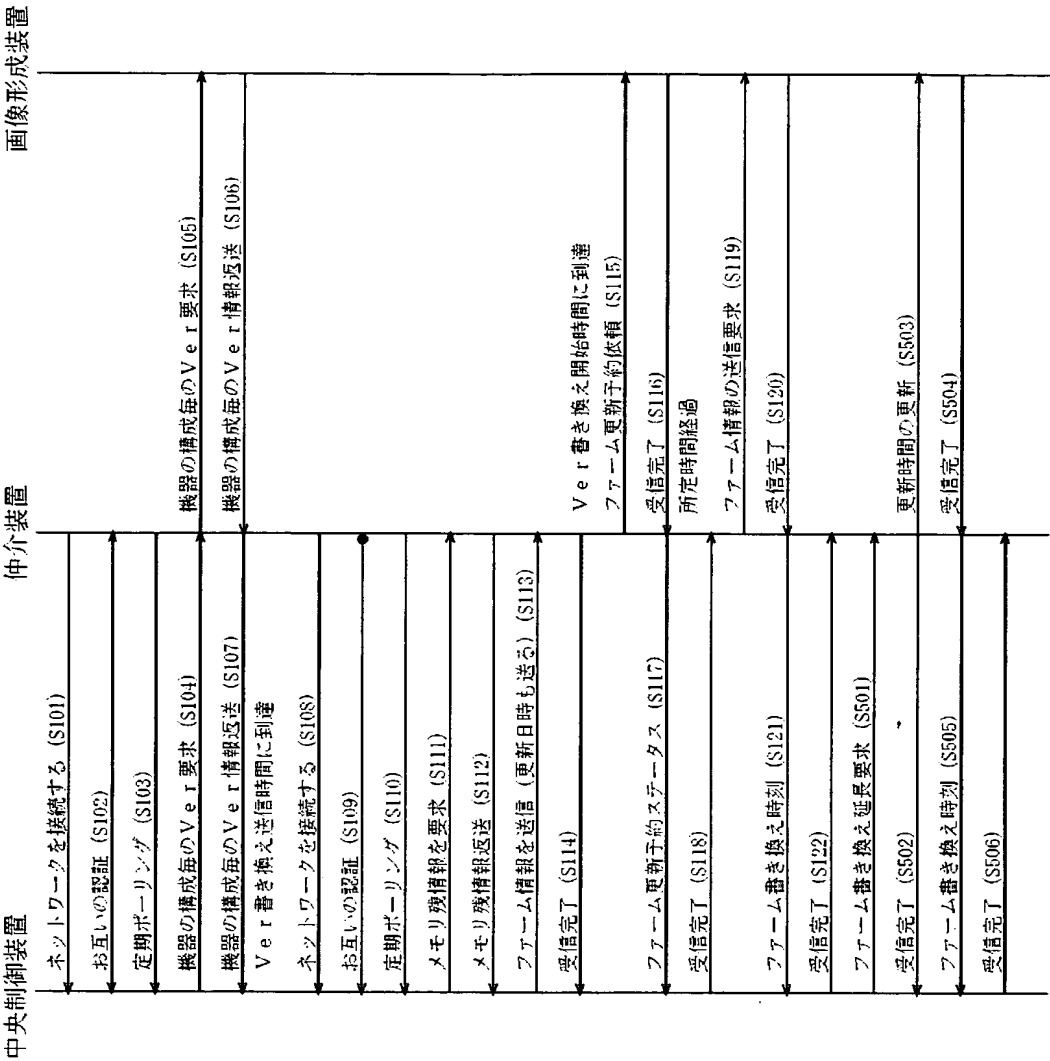 中央制御装置
仲介装置
画像形成装置
ネットワークを接続する (S101)
お互いの認証 (S102)
定期ポーリング (S103)
機器の構成毎のVer要求 (S104)
機器の構成毎のVer要求 (S105)
機器の構成毎のVer情報返送 (S106)
機器の構成毎のVer情報返送 (S107)
Ver書き換え送信時間に到達
ネットワークを接続する (S108)
お互いの認証 (S109)
定期ポーリング (S110)
メモリ残情報を要求 (S111)
メモリ残情報返送 (S112)
ファーム情報を送信 (更新日時も送る) (S113)
受信完了 (S114)
Ver書き換え開始時間に到達
ファーム更新予約依頼 (S115)
受信完了 (S116)
ファーム更新予約ステータス (S117)
所定時間経過
受信完了 (S118)
ファーム情報の送信要求 (S119)
受信完了 (S120)
ファーム書き換え時刻 (S121)
受信完了 (S122)
ファーム書き換え延長要求 (S501)
受信完了 (S502)
更新時間の更新 (S503)
受信完了 (S504)
ファーム書き換え時刻 (S505)
受信完了 (S506)